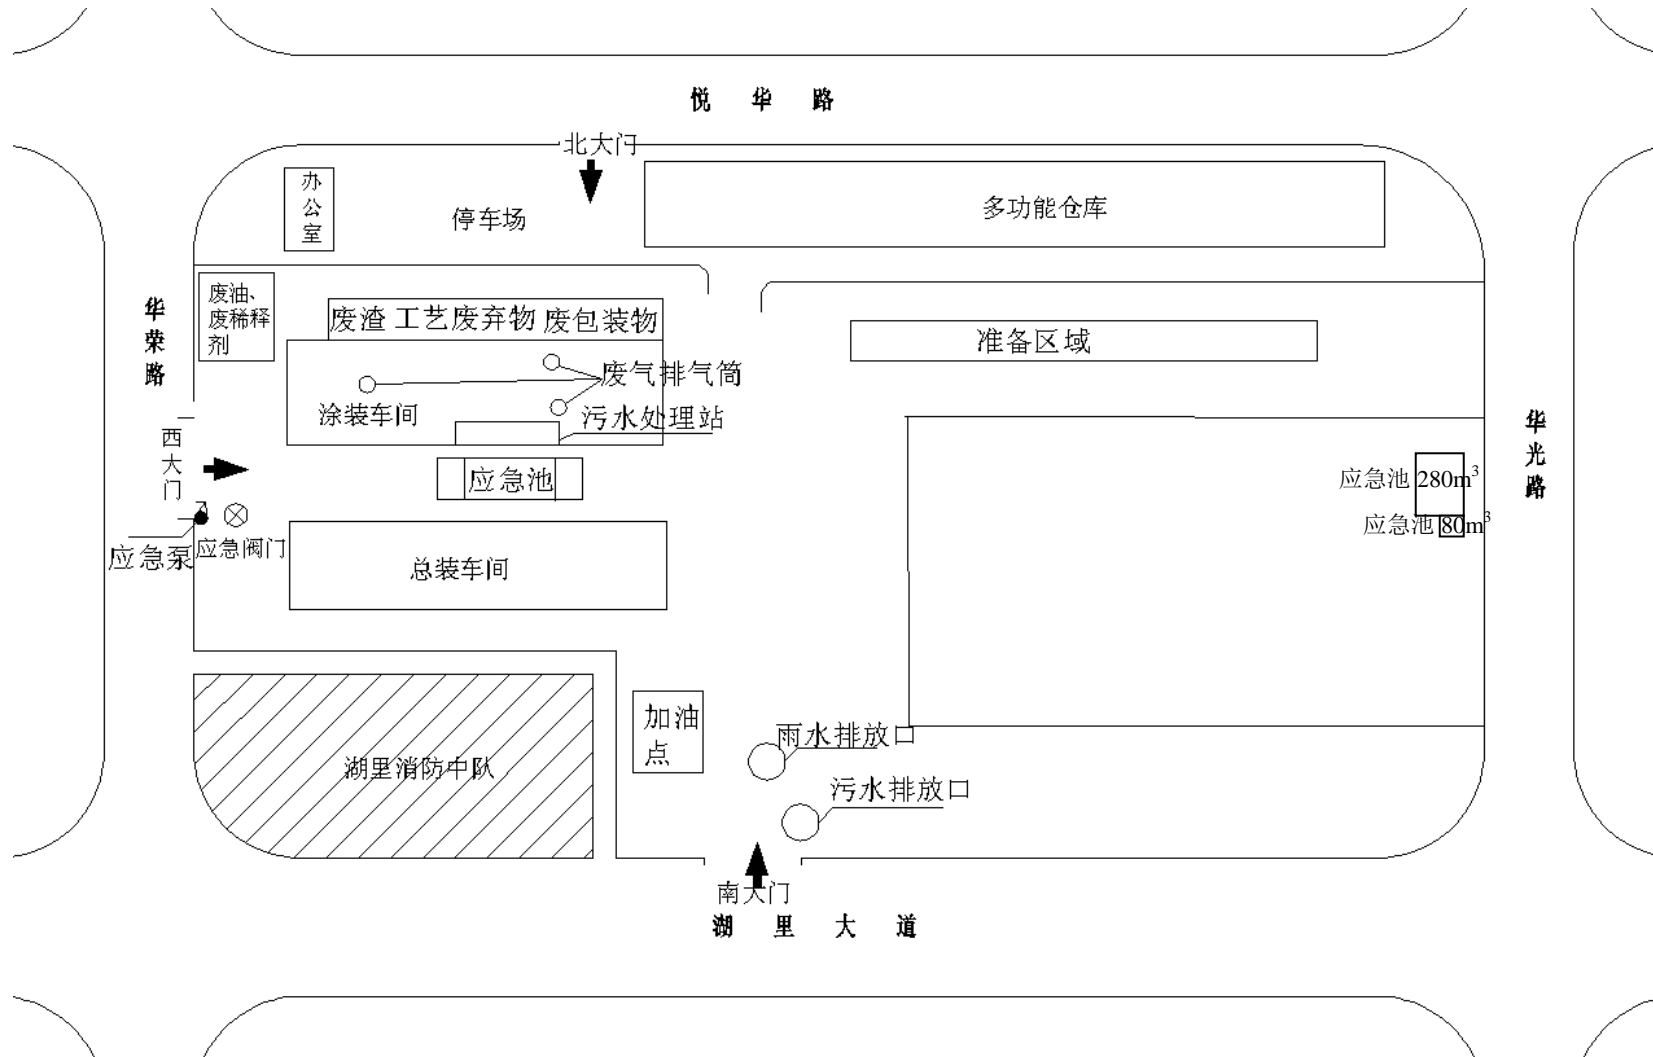 悦华路
北大门
办公室
停车场
多功能仓库
华荣路
废油、
废稀释
剂
废渣 工艺废弃物 废包装物
准备区域
废气排气筒
涂装车间
污水处理站
西大门
应急池
华光路
应急池 280m³
应急池 80m³
应急泵
应急阀门
总装车间
加油
点
雨水排放口
湖里消防中队
污水排放口
南大门
湖里大道